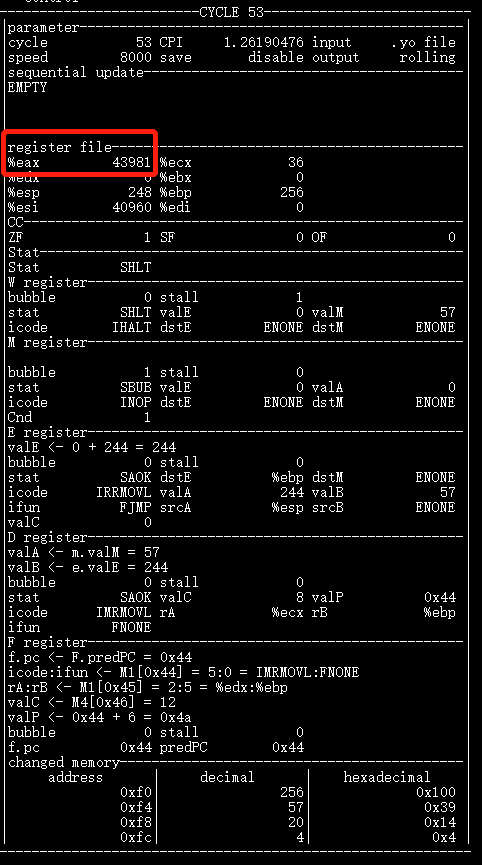 CYCLE 53
parameter
cycle 53 CPI 1.26190476 input .yo file
speed 8000 save disable output rolling
sequential update
EMPTY
register file
%eax 43981 %ecx 36
%edx 0 %ebx 0
%esp 248 %ebp 256
%esi 40960 %edi 0
CC
ZF 1 SF 0 OF 0
Stat
Stat SHLT
W register
bubble 0 stall 1
stat SHLT valE 0 valM 57
icode IHALT dstE ENONE dstM ENONE
M register
bubble 1 stall 0
stat SBUB valE 0 valA 0
icode INOP dstE ENONE dstM ENONE
Cnd 1
E register
valE <- 0 + 244 = 244
bubble 0 stall 0
stat SAOK dstE %ebp dstM ENONE
icode IRRMOVL valA 244 valB 57
ifun FJMP srcA %esp srcB ENONE
valC 0
D register
valA <- m.valM = 57
valB <- e.valE = 244
bubble 0 stall 0
stat SAOK valC 8 valP 0x44
icode IMRMOVL rA %ecx rB %ebp
ifun FNONE
F register
f.pc <- F.predPC = 0x44
icode:ifun <- M1[0x44] = 5:0 = IMRMOVL:FNONE
rA:rB <- M1[0x45] = 2:5 = %edx:%ebp
valC <- M4[0x46] = 12
valP <- 0x44 + 6 = 0x4a
bubble 0 stall 0
f.pc 0x44 predPC 0x44
changed memory
address decimal hexadecimal
0xf0 256 0x100
0xf4 57 0x39
0xf8 20 0x14
0xfc 4 0x4